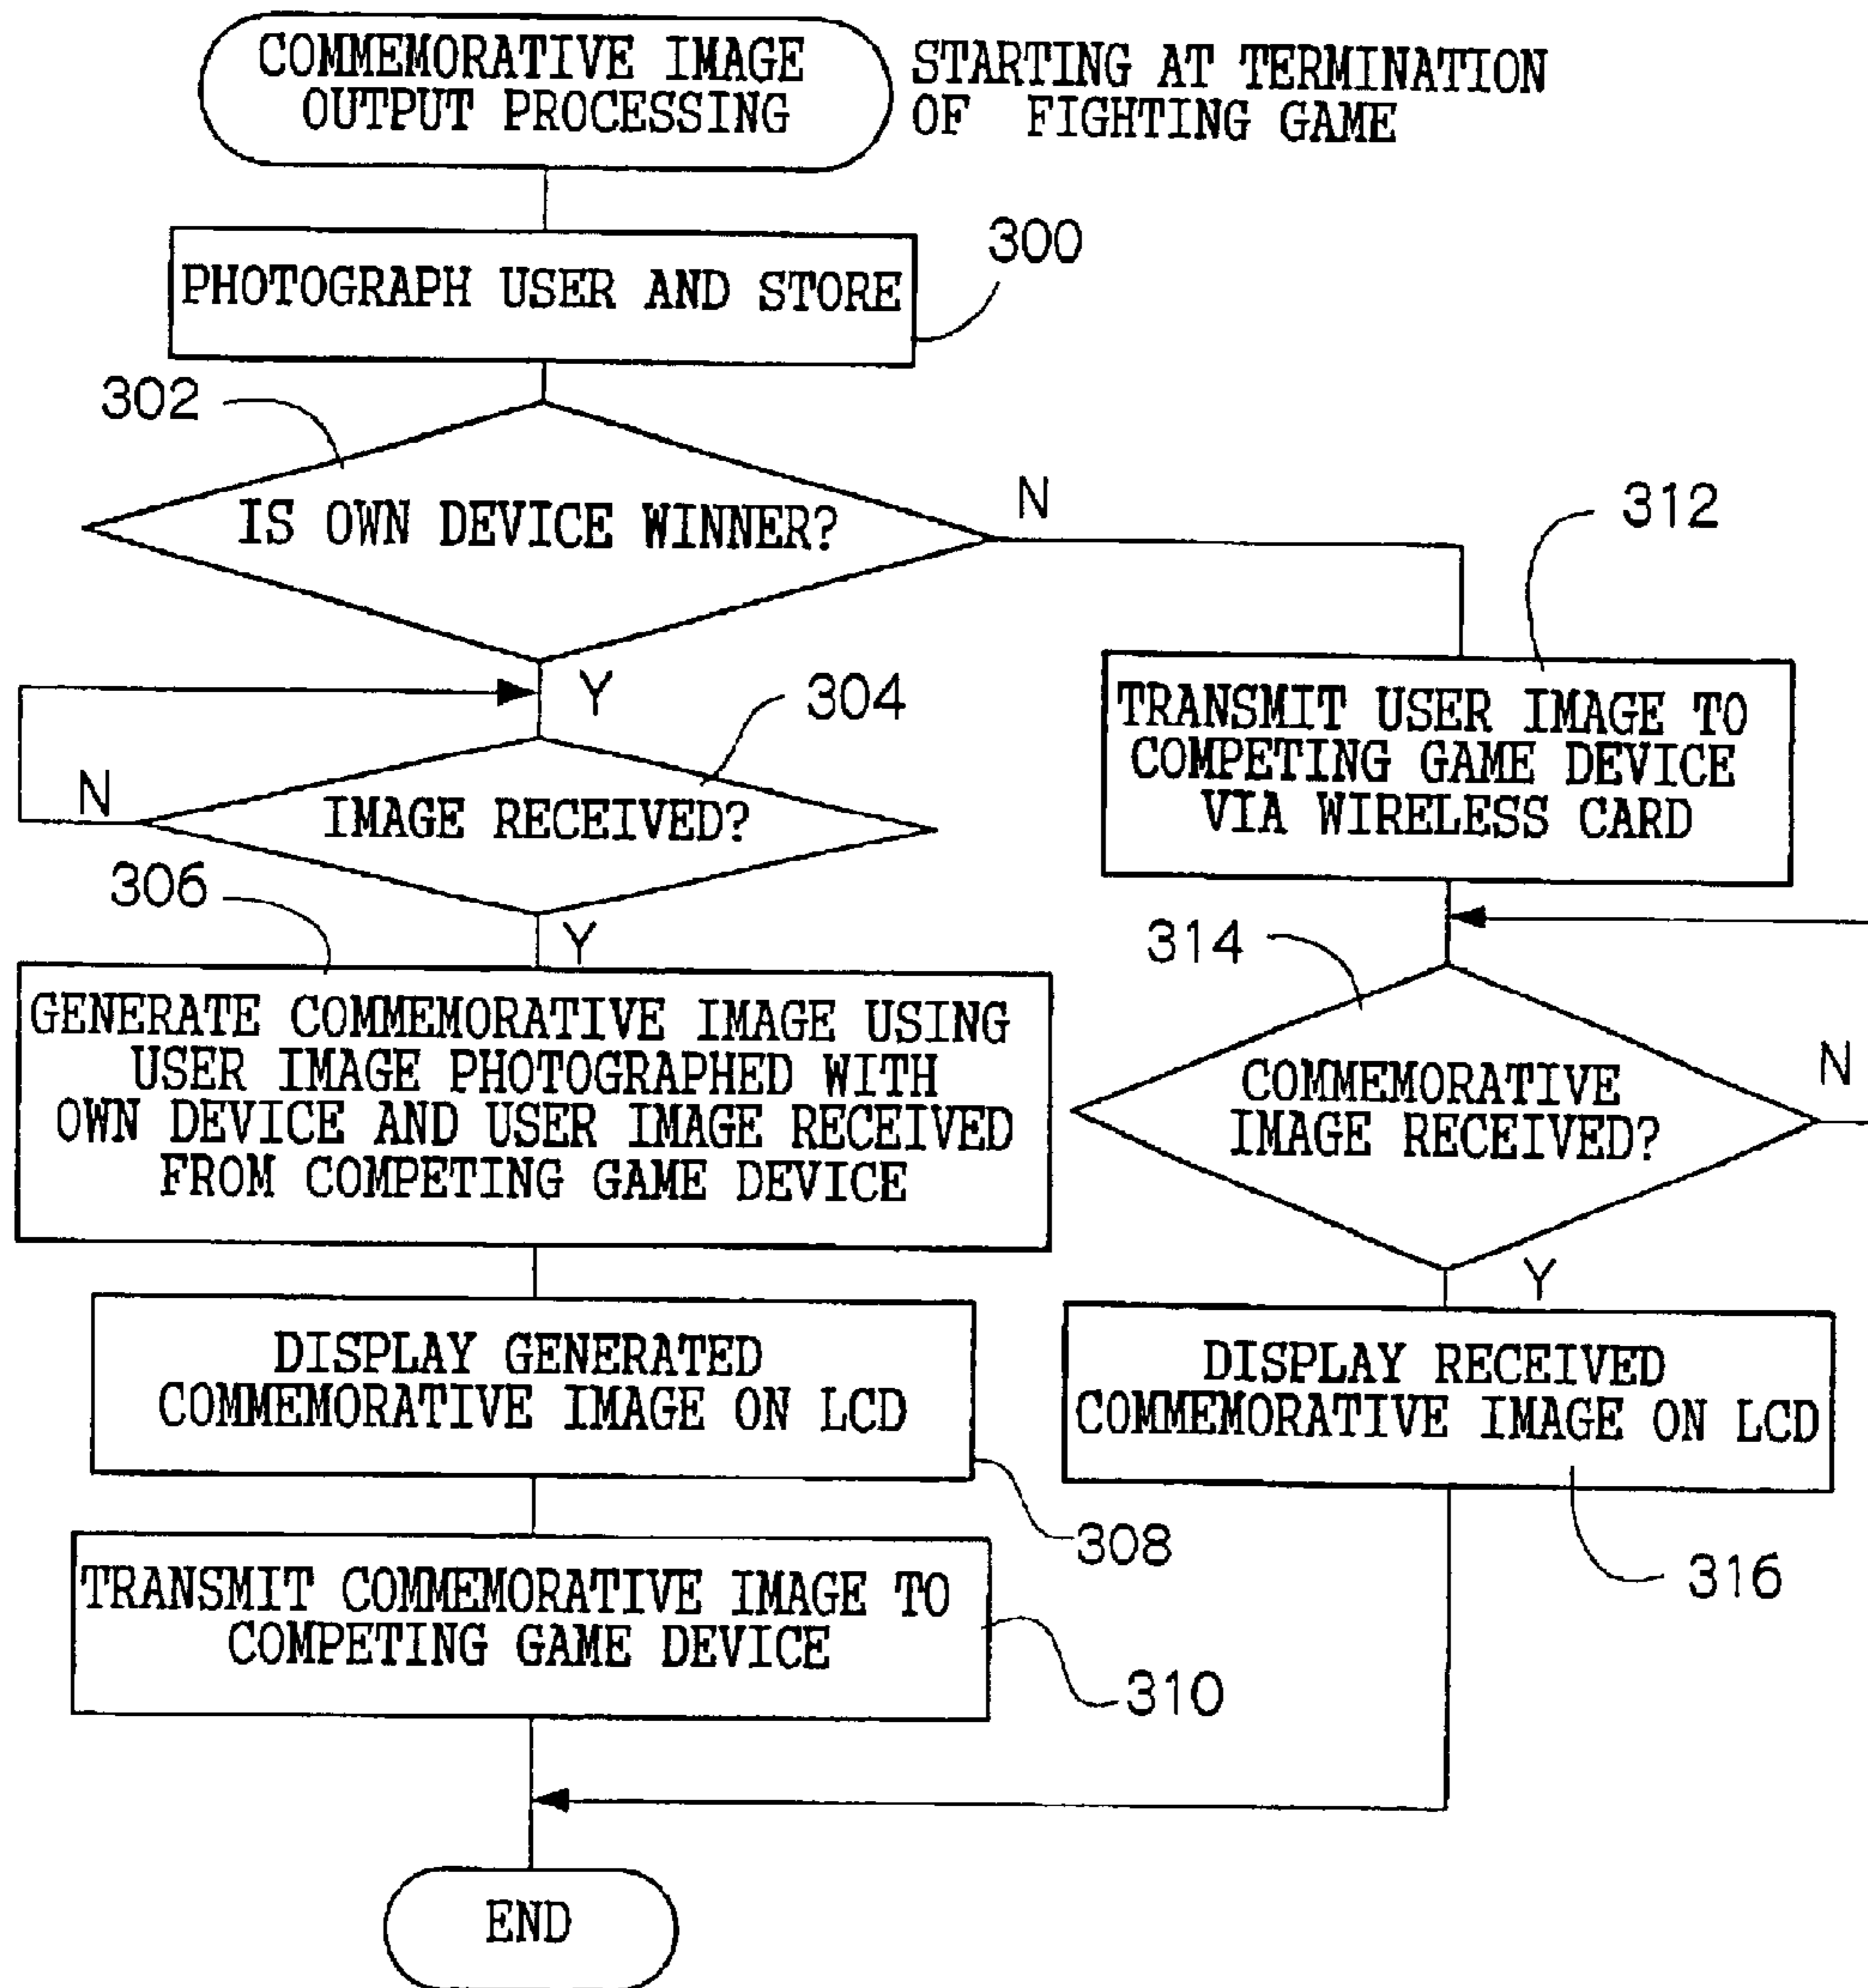 COMMEMORATIVE IMAGE
OUTPUT PROCESSING
STARTING AT TERMINATION
OF FIGHTING GAME
PHOTOGRAPH USER AND STORE
300
302
IS OWN DEVICE WINNER?
N
Y
304
IMAGE RECEIVED?
N
Y
306
GENERATE COMMEMORATIVE IMAGE USING
USER IMAGE PHOTOGRAPHED WITH
OWN DEVICE AND USER IMAGE RECEIVED
FROM COMPETING GAME DEVICE
DISPLAY GENERATED
COMMEMORATIVE IMAGE ON LCD
308
TRANSMIT COMMEMORATIVE IMAGE TO
COMPETING GAME DEVICE
310
312
TRANSMIT USER IMAGE TO
COMPETING GAME DEVICE
VIA WIRELESS CARD
314
COMMEMORATIVE
IMAGE RECEIVED?
N
Y
DISPLAY RECEIVED
COMMEMORATIVE IMAGE ON LCD
316
END